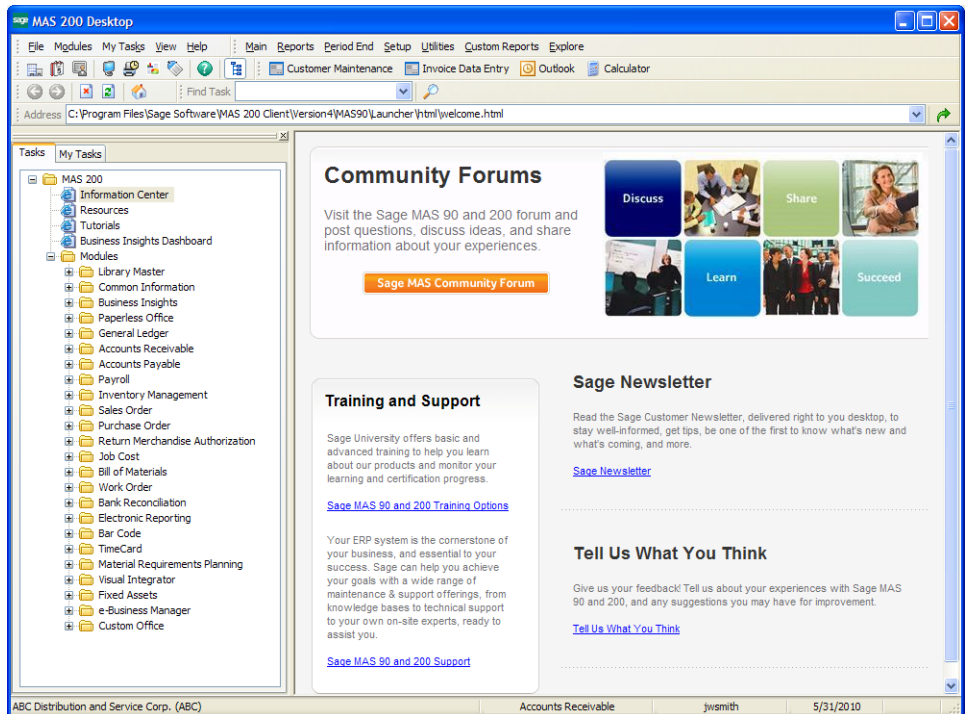 sage MAS 200 Desktop
File Modules My Tasks View Help Main Reports Period End Setup Utilities Custom Reports Explore
Customer Maintenance Invoice Data Entry Outlook Calculator
Find Task
Address C:\Program Files\Sage Software\MAS 200 Client\Version4\MAS90\Launcher\html\welcome.html
Tasks My Tasks
MAS 200
Information Center
Resources
Tutorials
Business Insights Dashboard
Modules
Library Master
Common Information
Business Insights
Paperless Office
General Ledger
Accounts Receivable
Accounts Payable
Payroll
Inventory Management
Sales Order
Purchase Order
Return Merchandise Authorization
Job Cost
Bill of Materials
Work Order
Bank Reconciliation
Electronic Reporting
Bar Code
TimeCard
Material Requirements Planning
Visual Integrator
Fixed Assets
e-Business Manager
Custom Office
Community Forums
Visit the Sage MAS 90 and 200 forum and
post questions, discuss ideas, and share
information about your experiences.
Sage MAS Community Forum
Discuss
Share
Learn
Succeed
Training and Support
Sage University offers basic and
advanced training to help you learn
about our products and monitor your
learning and certification progress.
Sage MAS 90 and 200 Training Options
Your ERP system is the cornerstone of
your business, and essential to your
success. Sage can help you achieve
your goals with a wide range of
maintenance & support offerings, from
knowledge bases to technical support
to your own on-site experts, ready to
assist you.
Sage MAS 90 and 200 Support
Sage Newsletter
Read the Sage Customer Newsletter, delivered right to you desktop, to
stay well-informed, get tips, be one of the first to know what's new and
what's coming, and more.
Sage Newsletter
Tell Us What You Think
Give us your feedback! Tell us about your experiences with Sage MAS
90 and 200, and any suggestions you may have for improvement.
Tell Us What You Think
ABC Distribution and Service Corp. (ABC) Accounts Receivable jwsmith 5/31/2010